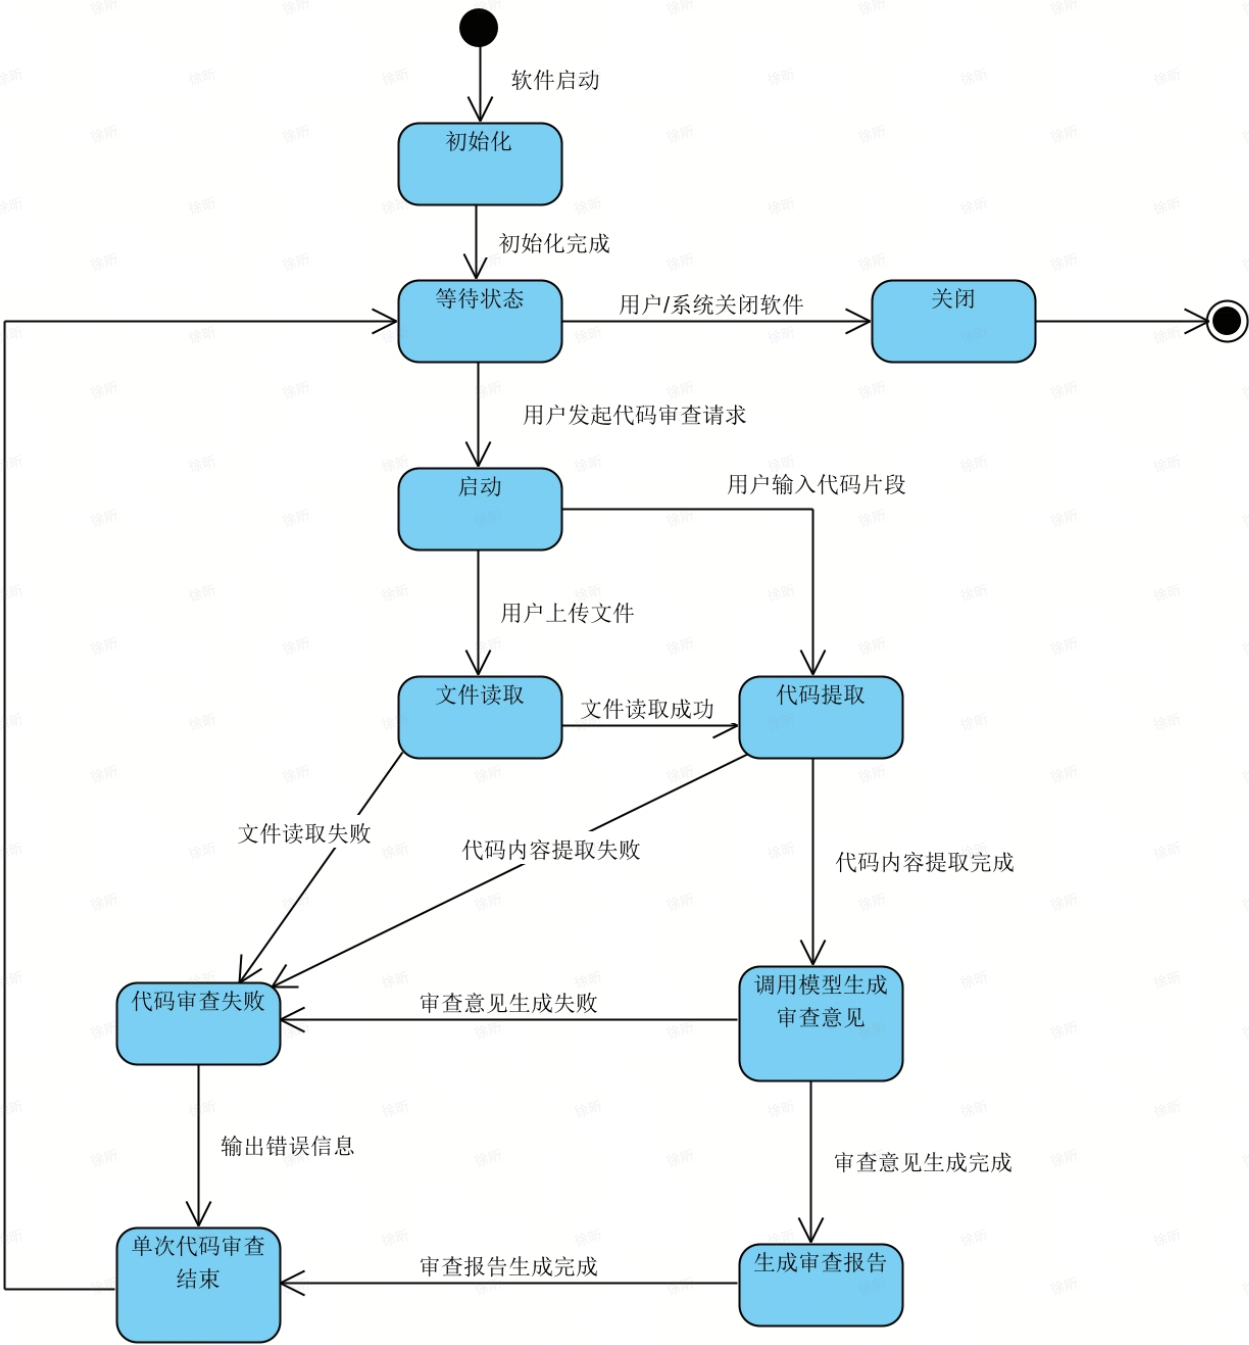 软件启动
初始化
初始化完成
等待状态
用户/系统关闭软件
关闭
用户发起代码审查请求
启动
用户输入代码片段
用户上传文件
文件读取
文件读取成功
代码提取
文件读取失败
代码内容提取失败
代码内容提取完成
代码审查失败
审查意见生成失败
调用模型生成
审查意见
输出错误信息
审查意见生成完成
单次代码审查
结束
审查报告生成完成
生成审查报告
徐昕